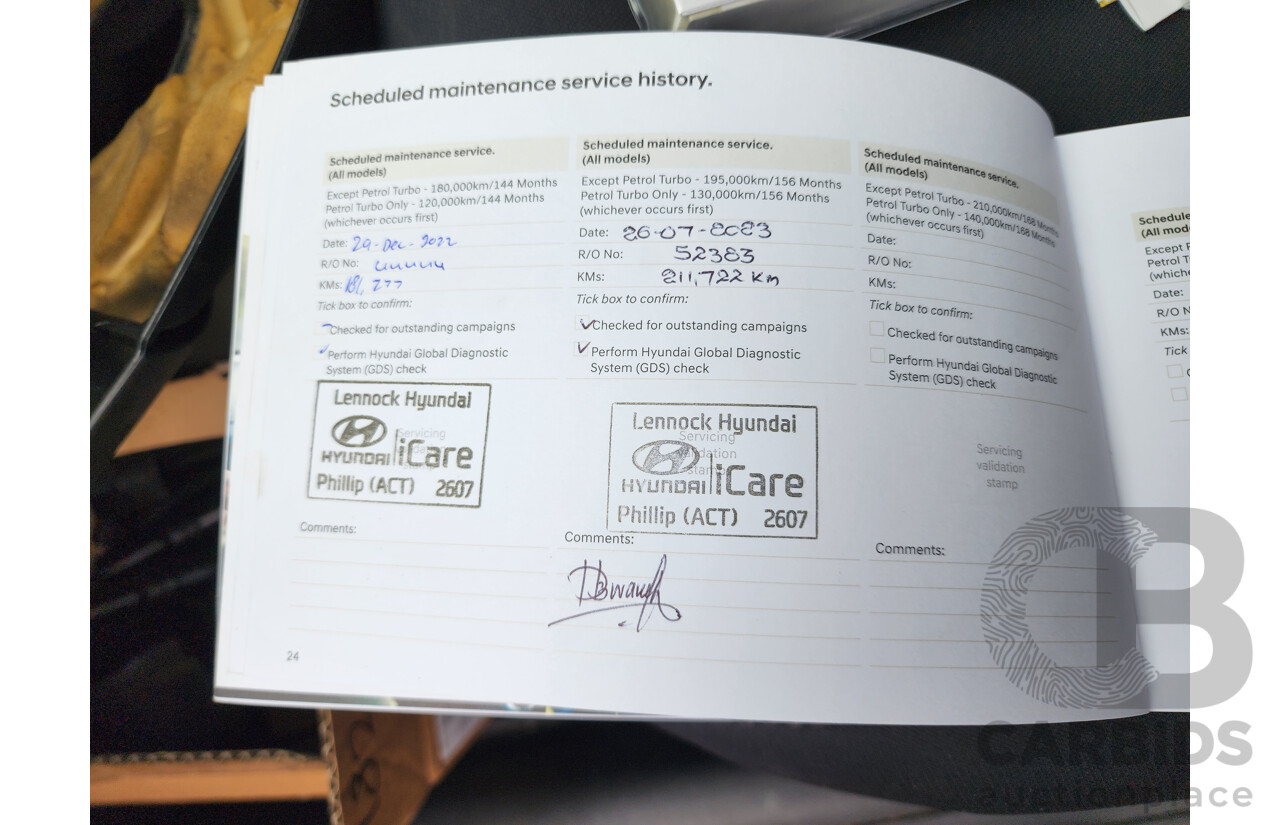 Scheduled maintenance service history.
Scheduled maintenance service.
(All models)
Except Petrol Turbo - 180,000km/144 Months
Petrol Turbo Only - 120,000km/144 Months
(whichever occurs first)
Date: 29-Dec-2022
R/O No:
KMs:
Tick box to confirm:
Checked for outstanding campaigns
Perform Hyundai Global Diagnostic
System (GDS) check
Lennock Hyundai
HYUNDAI iCare
Phillip (ACT) 2607
Comments:
24
Scheduled maintenance service.
(All models)
Except Petrol Turbo - 195,000km/156 Months
Petrol Turbo Only - 130,000km/156 Months
(whichever occurs first)
Date: 26-07-2023
R/O No: 52383
KMs: 211,722 Km
Tick box to confirm:
Checked for outstanding campaigns
Perform Hyundai Global Diagnostic
System (GDS) check
Lennock Hyundai
Servicing
HYUNDAI iCare
Phillip (ACT) 2607
Comments:
Scheduled maintenance service.
(All models)
Except Petrol Turbo - 210,000km/168 Months
Petrol Turbo Only - 140,000km/168 Months
(whichever occurs first)
Date:
R/O No:
KMs:
Tick box to confirm:
Checked for outstanding campaigns
Perform Hyundai Global Diagnostic
System (GDS) check
Servicing
validation
stamp
Comments:
Date:
KMs:
Tick
CARBIDS
auctionplace